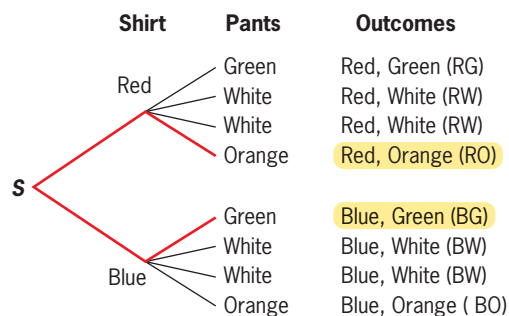 Shirt Pants Outcomes
Green Red, Green (RG)
Red
White Red, White (RW)
White Red, White (RW)
Orange Red, Orange (RO)
S
Green Blue, Green (BG)
White Blue, White (BW)
Blue
White Blue, White (BW)
Orange Blue, Orange ( BO)